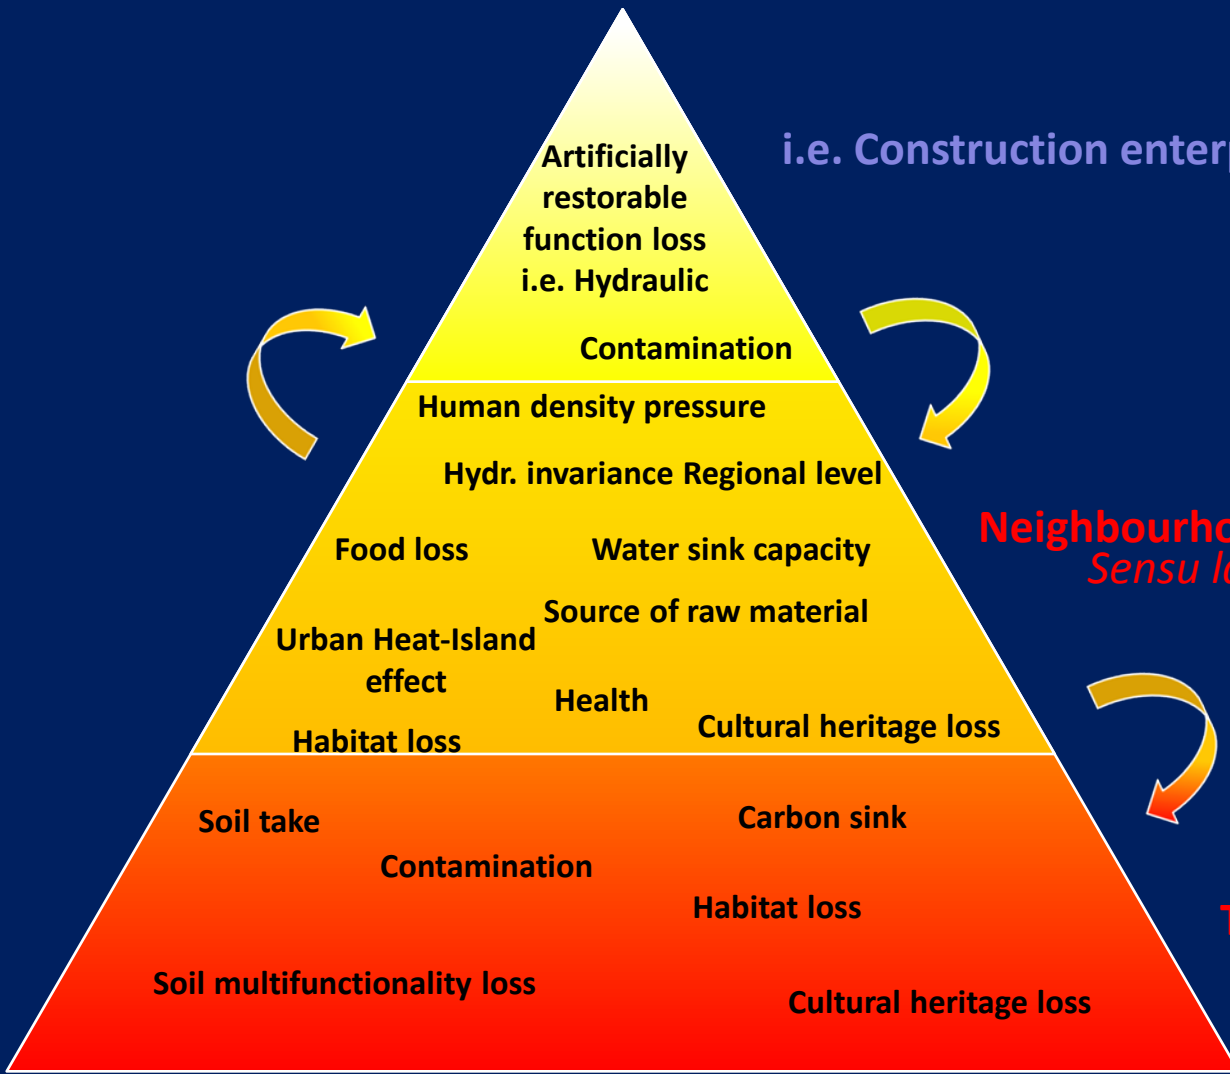 Artificially
restorable
function loss
i.e. Hydraulic
i.e. Construction
Contamination
Human density pressure
Hydr. invariance Regional level
Food loss
Water sink capacity
Sensu
Source of raw material
Urban Heat-Island
effect
Health
Cultural heritage loss
Habitat loss
Soil take
Carbon sink
Contamination
Habitat loss
Soil multifunctionality loss
Cultural heritage loss